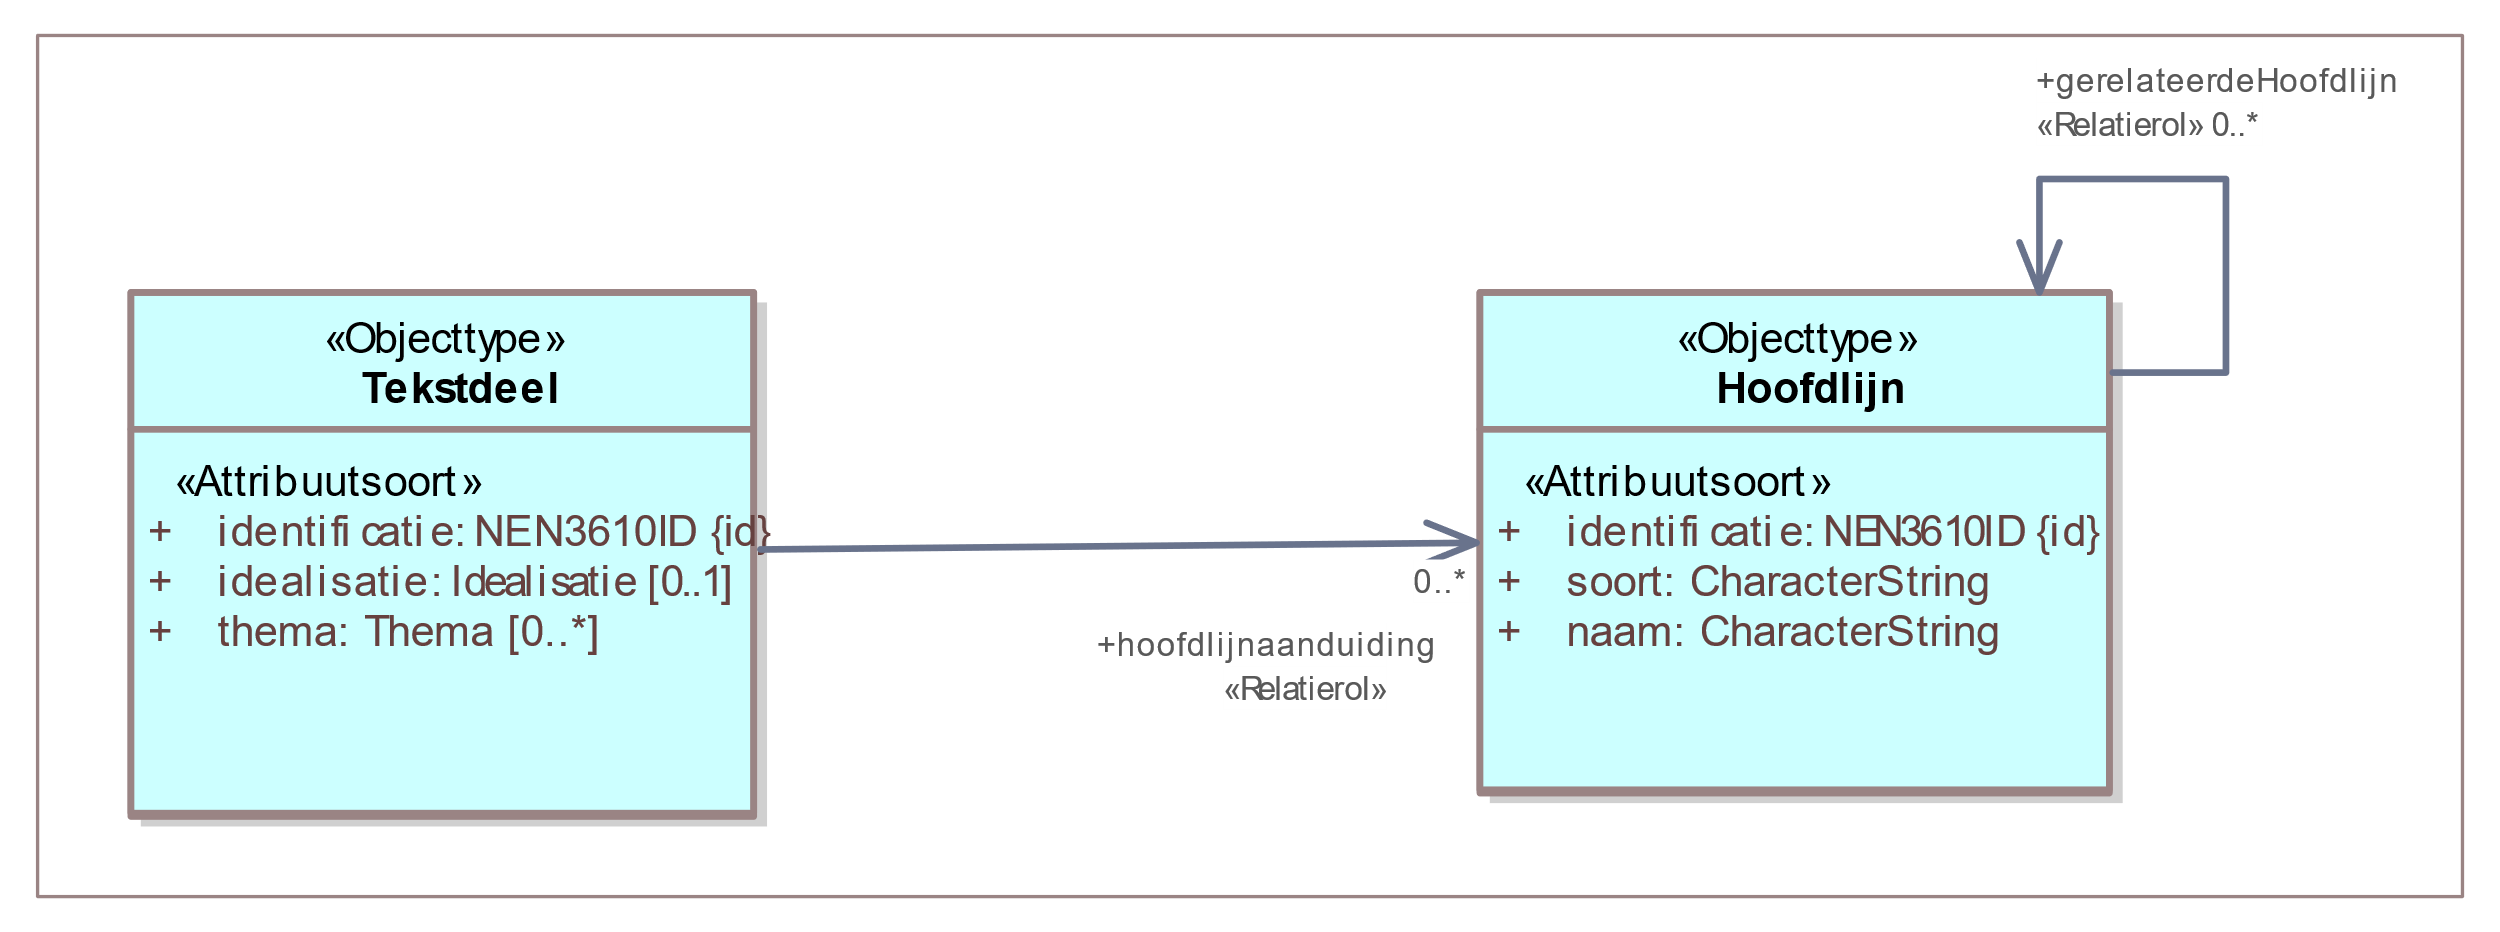 +gerelateerdeHoofdlijn
«Relatierol» 0..*
«Objecttype»
Tekstdeel
«Attribuutsoort»
+ identificatie: NEN3610ID {id}
+ idealisatie: Idealisatie [0..1]
+ thema: Thema [0..*]
«Objecttype»
Hoofdlijn
«Attribuutsoort»
+ identificatie: NEN3610ID {id}
+ soort: CharacterString
+ naam: CharacterString
0..*
+hoofdlijnaanduiding
«Relatierol»